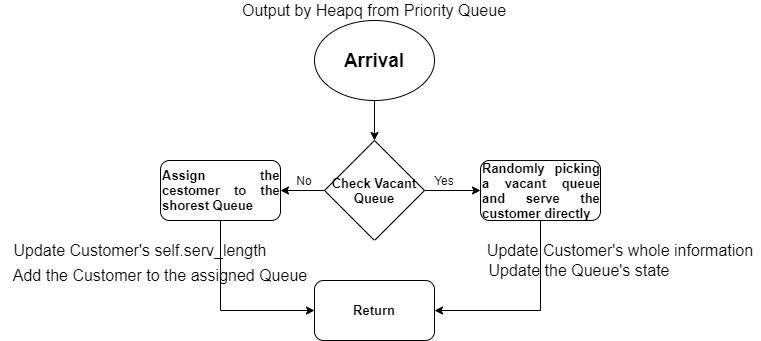 Output by Heapq from Priority Queue
Arrival
Check Vacant
Queue
No
Yes
Assign the
cestomer to the
shorest Queue
Randomly picking
a vacant queue
and serve the
customer directly
Update Customer's self.serv_length
Add the Customer to the assigned Queue
Update Customer's whole information
Update the Queue's state
Return